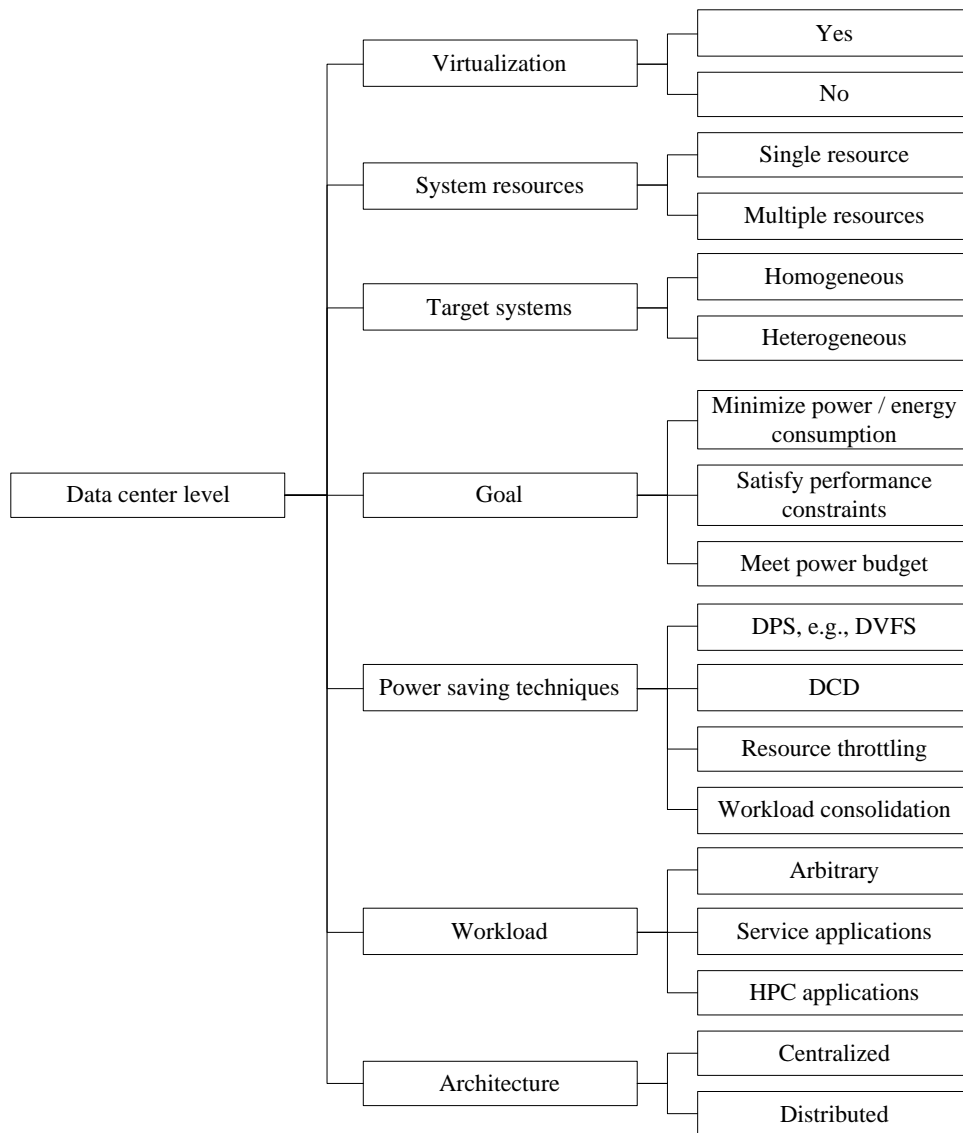 Data center level
Virtualization
Yes
No
System resources
Single resource
Multiple resources
Target systems
Homogeneous
Heterogeneous
Goal
Minimize power / energy
consumption
Satisfy performance
constraints
Meet power budget
Power saving techniques
DPS, e.g., DVFS
DCD
Resource throttling
Workload consolidation
Workload
Arbitrary
Service applications
HPC applications
Architecture
Centralized
Distributed